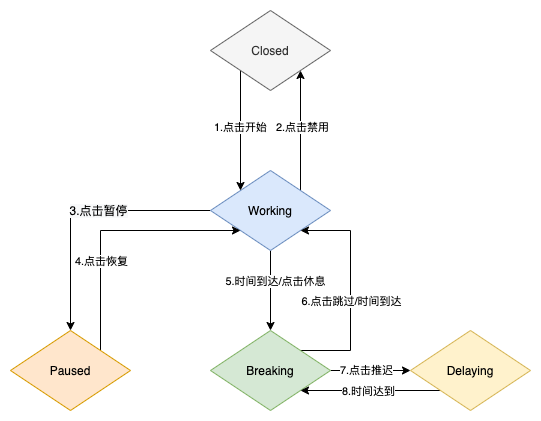 Closed
1.点击开始
2.点击禁用
Working
3.点击暂停
4.点击恢复
5.时间到达/点击休息
6.点击跳过/时间到达
Paused
Breaking
7.点击推迟
8.时间达到
Delaying